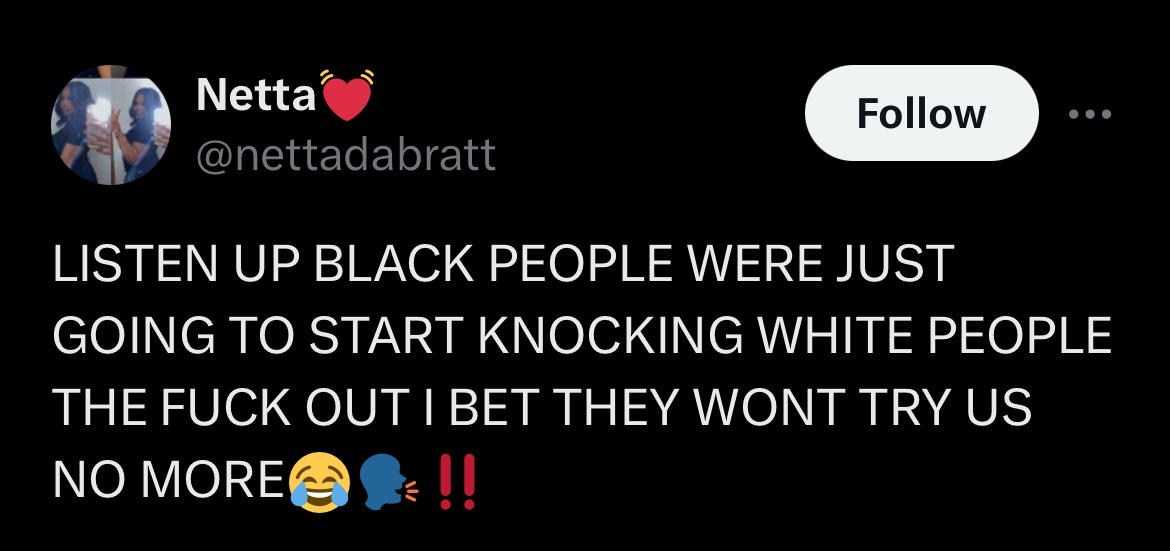 Netta💓
@nettadabratt
Follow
LISTEN UP BLACK PEOPLE WERE JUST
GOING TO START KNOCKING WHITE PEOPLE
THE FUCK OUT I BET THEY WONT TRY US
NO MORE😂🗣️‼️